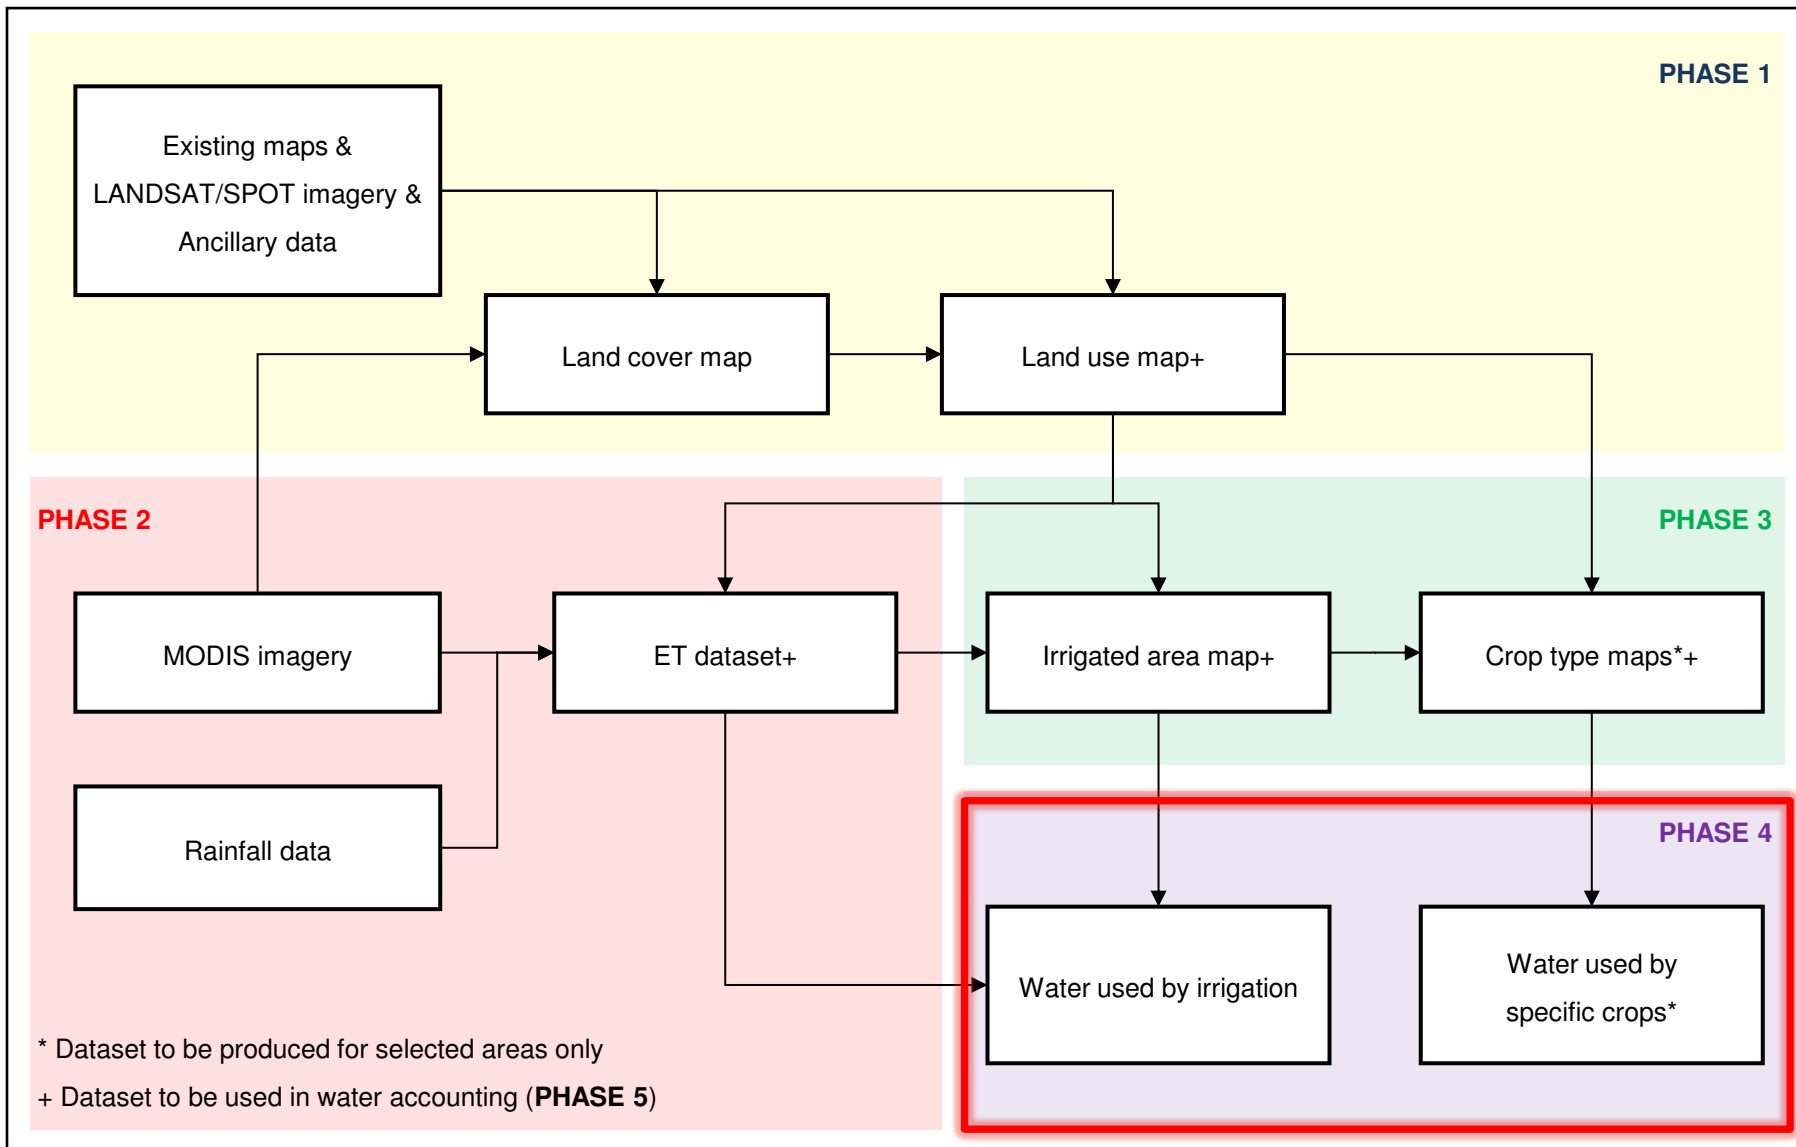 PHASE 1
Existing maps &
LANDSAT/SPOT imagery &
Ancillary data
Land cover map
Land use map+
PHASE 2
PHASE 3
MODIS imagery
ET dataset+
Irrigated area map+
Crop type maps*+
Rainfall data
PHASE 4
Water used by irrigation
Water used by
specific crops*
* Dataset to be produced for selected areas only
+ Dataset to be used in water accounting (PHASE 5)